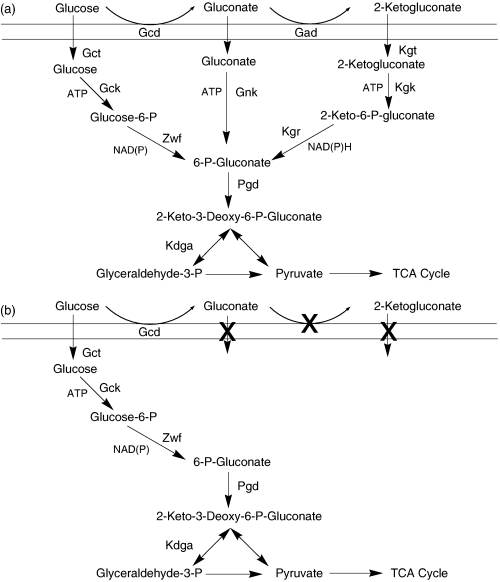 (a) Glucose Gluconate 2-Ketogluconate
Gcd Gad
Gct Kgt
Glucose Gluconate 2-Ketogluconate
ATP Gck ATP Gnk ATP Kgk
Glucose-6-P 2-Keto-6-P-gluconate
NAD(P) Zwf Kgr NAD(P)H
6-P-Gluconate
Pgd
2-Keto-3-Deoxy-6-P-Gluconate
Kdga
Glyceraldehyde-3-P Pyruvate TCA Cycle
(b) Glucose Gluconate 2-Ketogluconate
Gcd X X X
Gct
Glucose
ATP Gck
Glucose-6-P
NAD(P) Zwf
6-P-Gluconate
Pgd
2-Keto-3-Deoxy-6-P-Gluconate
Kdga
Glyceraldehyde-3-P Pyruvate TCA Cycle